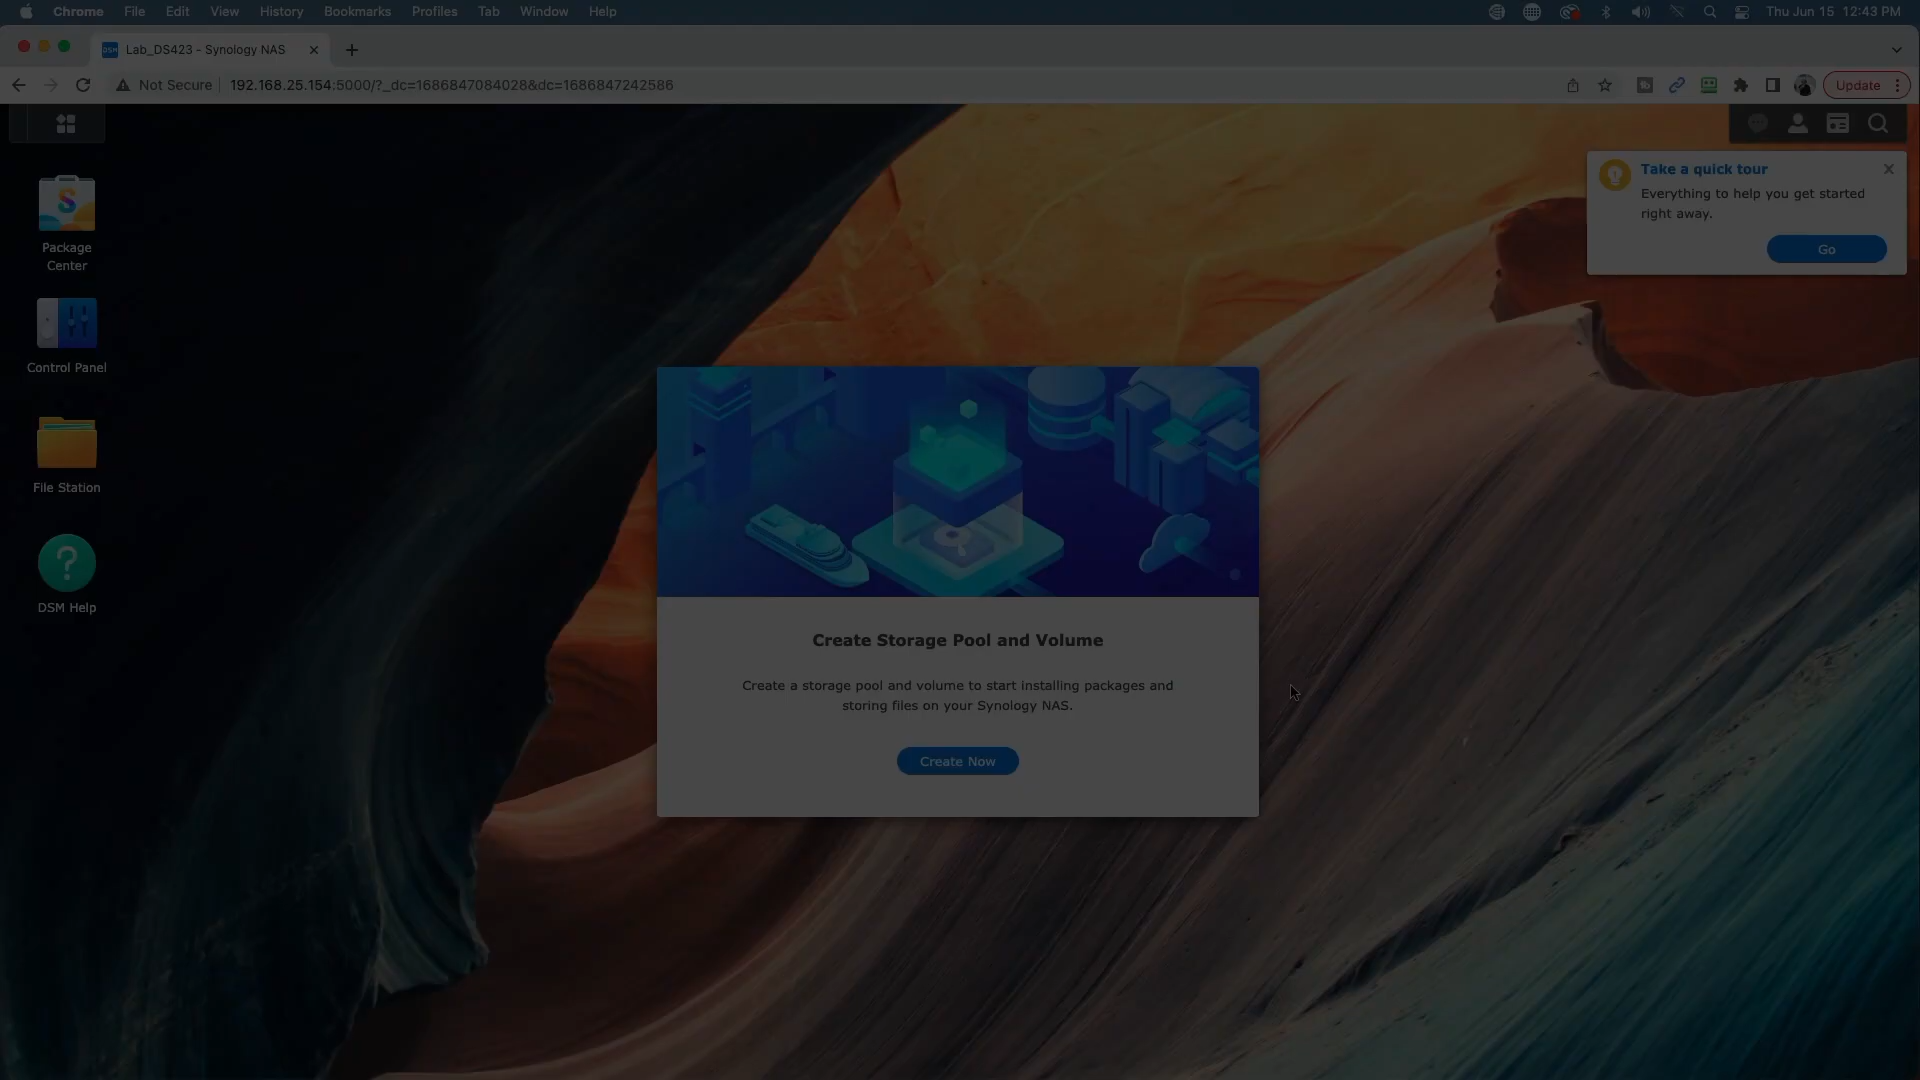 Chrome File Edit View History Bookmarks Profiles Tab Window Help Thu Jun 15 12:43 PM
DSM Lab_DS423 - Synology NAS
Not Secure 192.168.25.154:5000/?_dc=1686847084028&dc=1686847242586 Update
Take a quick tour
Everything to help you get started
right away.
Go
Package
Center
Control Panel
File Station
DSM Help
Create Storage Pool and Volume
Create a storage pool and volume to start installing packages and
storing files on your Synology NAS.
Create Now